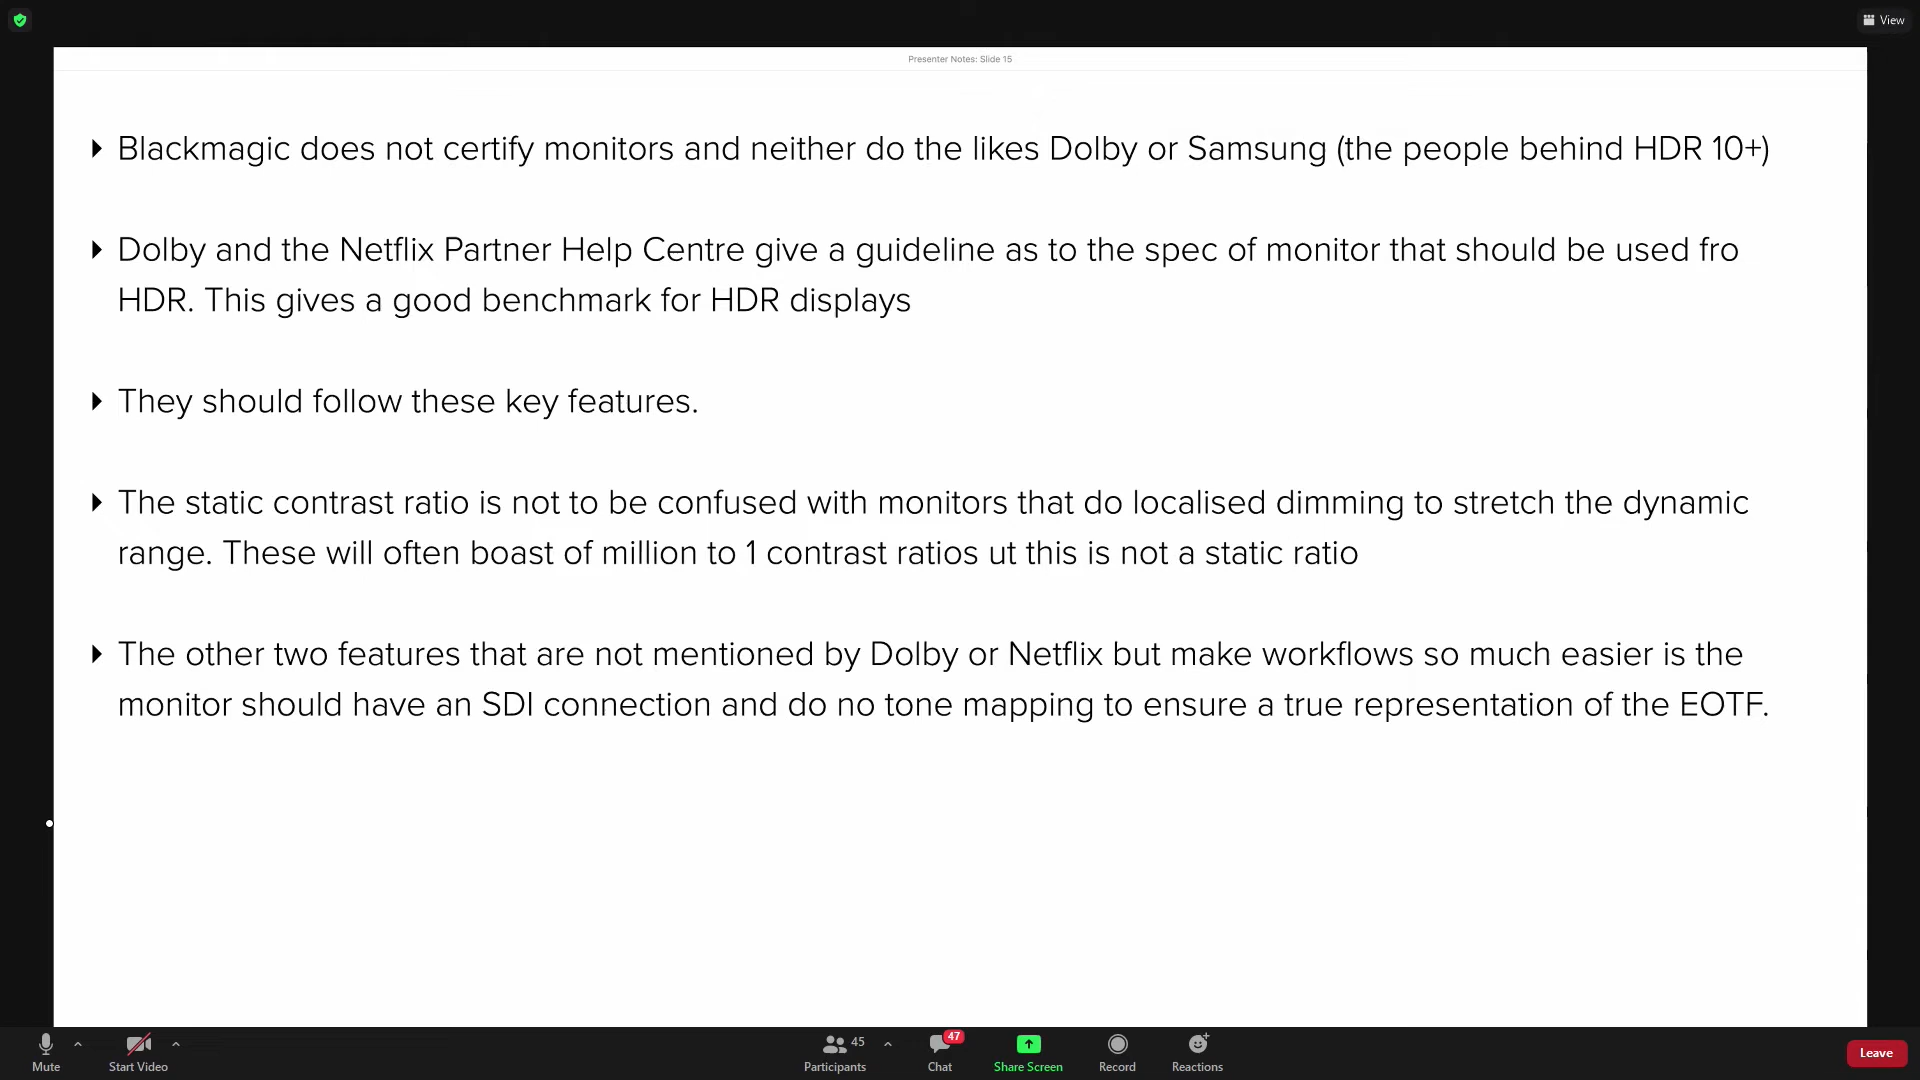 View
Presenter Notes: Slide 15
Blackmagic does not certify monitors and neither do the likes Dolby or Samsung (the people behind HDR 10+)
Dolby and the Netflix Partner Help Centre give a guideline as to the spec of monitor that should be used fro
HDR. This gives a good benchmark for HDR displays
They should follow these key features.
The static contrast ratio is not to be confused with monitors that do localised dimming to stretch the dynamic
range. These will often boast of million to 1 contrast ratios ut this is not a static ratio
The other two features that are not mentioned by Dolby or Netflix but make workflows so much easier is the
monitor should have an SDI connection and do no tone mapping to ensure a true representation of the EOTF.
45
47
Mute
Start Video
Participants
Chat
Share Screen
Record
Reactions
Leave